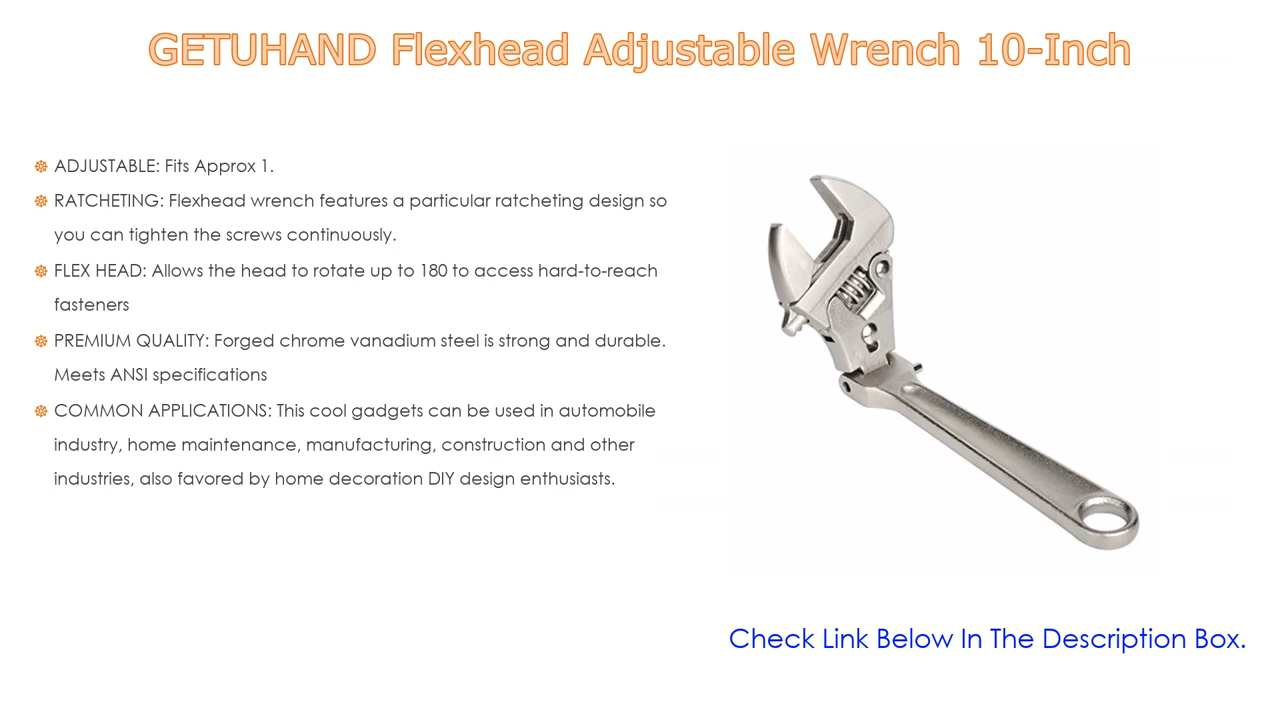 GETUHAND Flexhead Adjustable Wrench 10-Inch
ADJUSTABLE: Fits Approx 1.
RATCHETING: Flexhead wrench features a particular ratcheting design so
you can tighten the screws continuously.
FLEX HEAD: Allows the head to rotate up to 180 to access hard-to-reach
fasteners
PREMIUM QUALITY: Forged chrome vanadium steel is strong and durable.
Meets ANSI specifications
COMMON APPLICATIONS: This cool gadgets can be used in automobile
industry, home maintenance, manufacturing, construction and other
industries, also favored by home decoration DIY design enthusiasts.
Check Link Below In The Description Box.